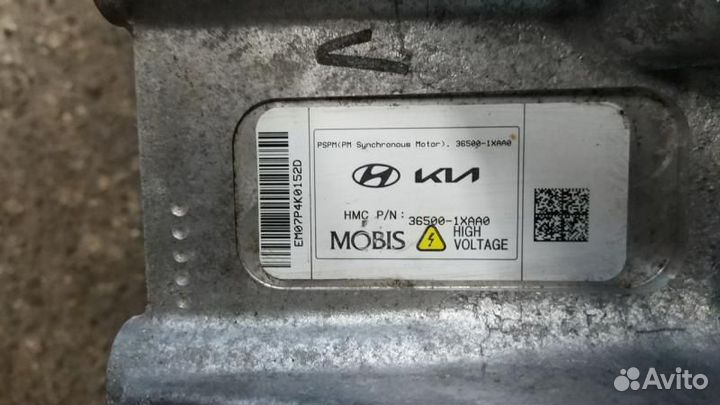 PSPM(PM Synchronous Motor), 36500-1XAA0
KIA
HMC P/N: 36500-1XAA0
MOBIS HIGH VOLTAGE
EM07P4K0152D
Avito